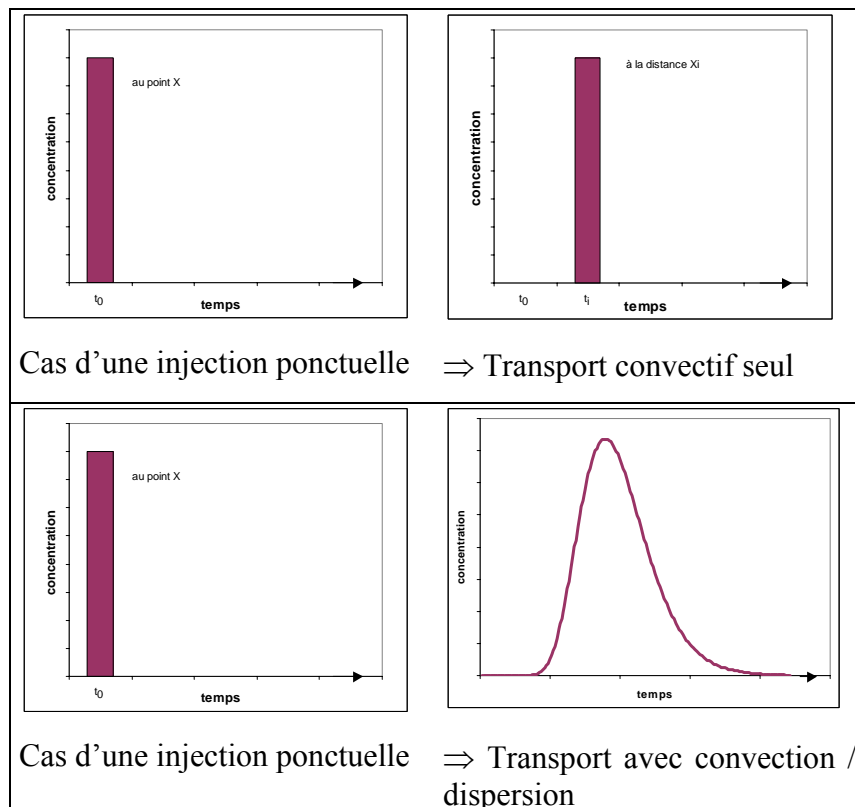 au point X
concentration
t0
temps
à la distance Xi
concentration
t0
ti
temps
Cas d'une injection ponctuelle
⇒ Transport convectif seul
au point X
concentration
t0
temps
concentration
temps
Cas d'une injection ponctuelle
⇒ Transport avec convection /
dispersion